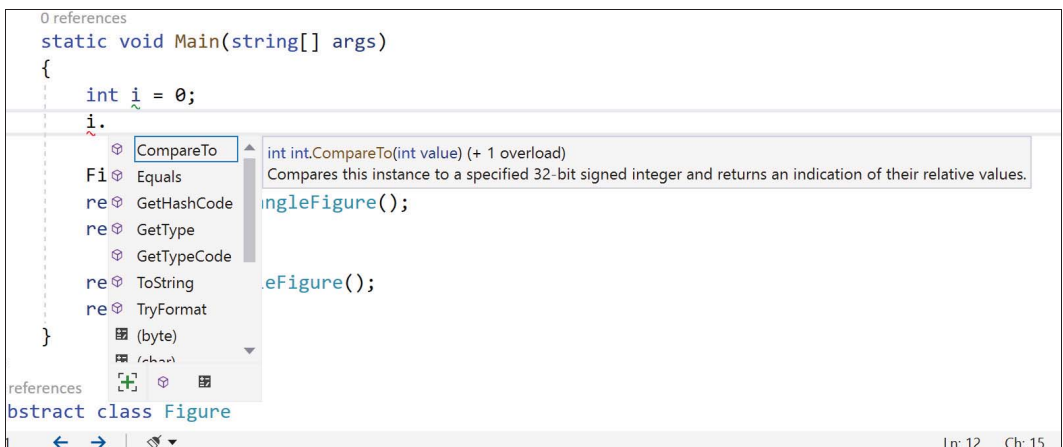 0 references
static void Main(string[] args)
{
int i = 0;
i.
CompareTo
int int.CompareTo(int value) (+ 1 overload)
Compares this instance to a specified 32-bit signed integer and returns an indication of their relative values.
Fi
Equals
re
GetHashCode
ngleFigure();
re
GetType
GetTypeCode
re
ToString
eFigure();
re
TryFormat
}
(byte)
(char)
references
bstract class Figure
Ln: 12 Ch: 15